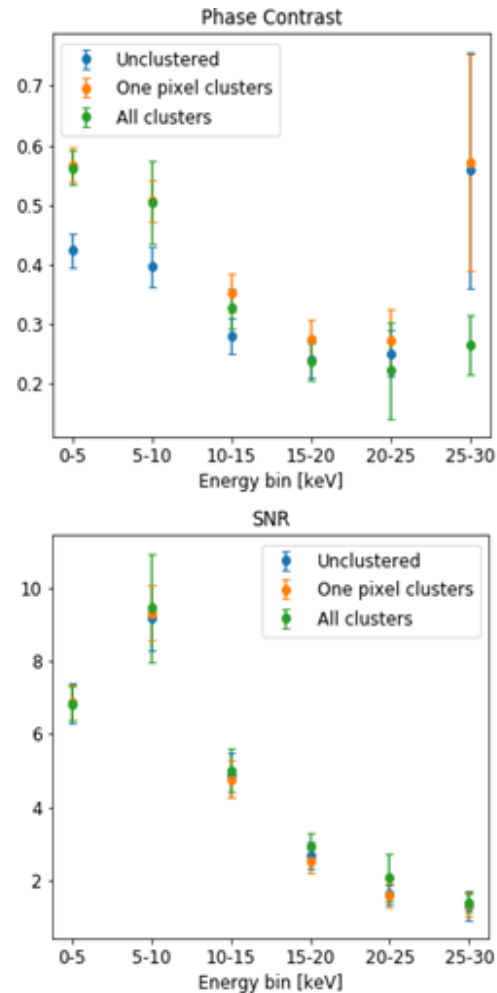 Phase Contrast
Unclustered
One pixel clusters
All clusters
0.7
0.6
0.5
0.4
0.3
0.2
0-5 5-10 10-15 15-20 20-25 25-30
Energy bin [keV]
SNR
Unclustered
One pixel clusters
All clusters
10
8
6
4
2
0-5 5-10 10-15 15-20 20-25 25-30
Energy bin [keV]